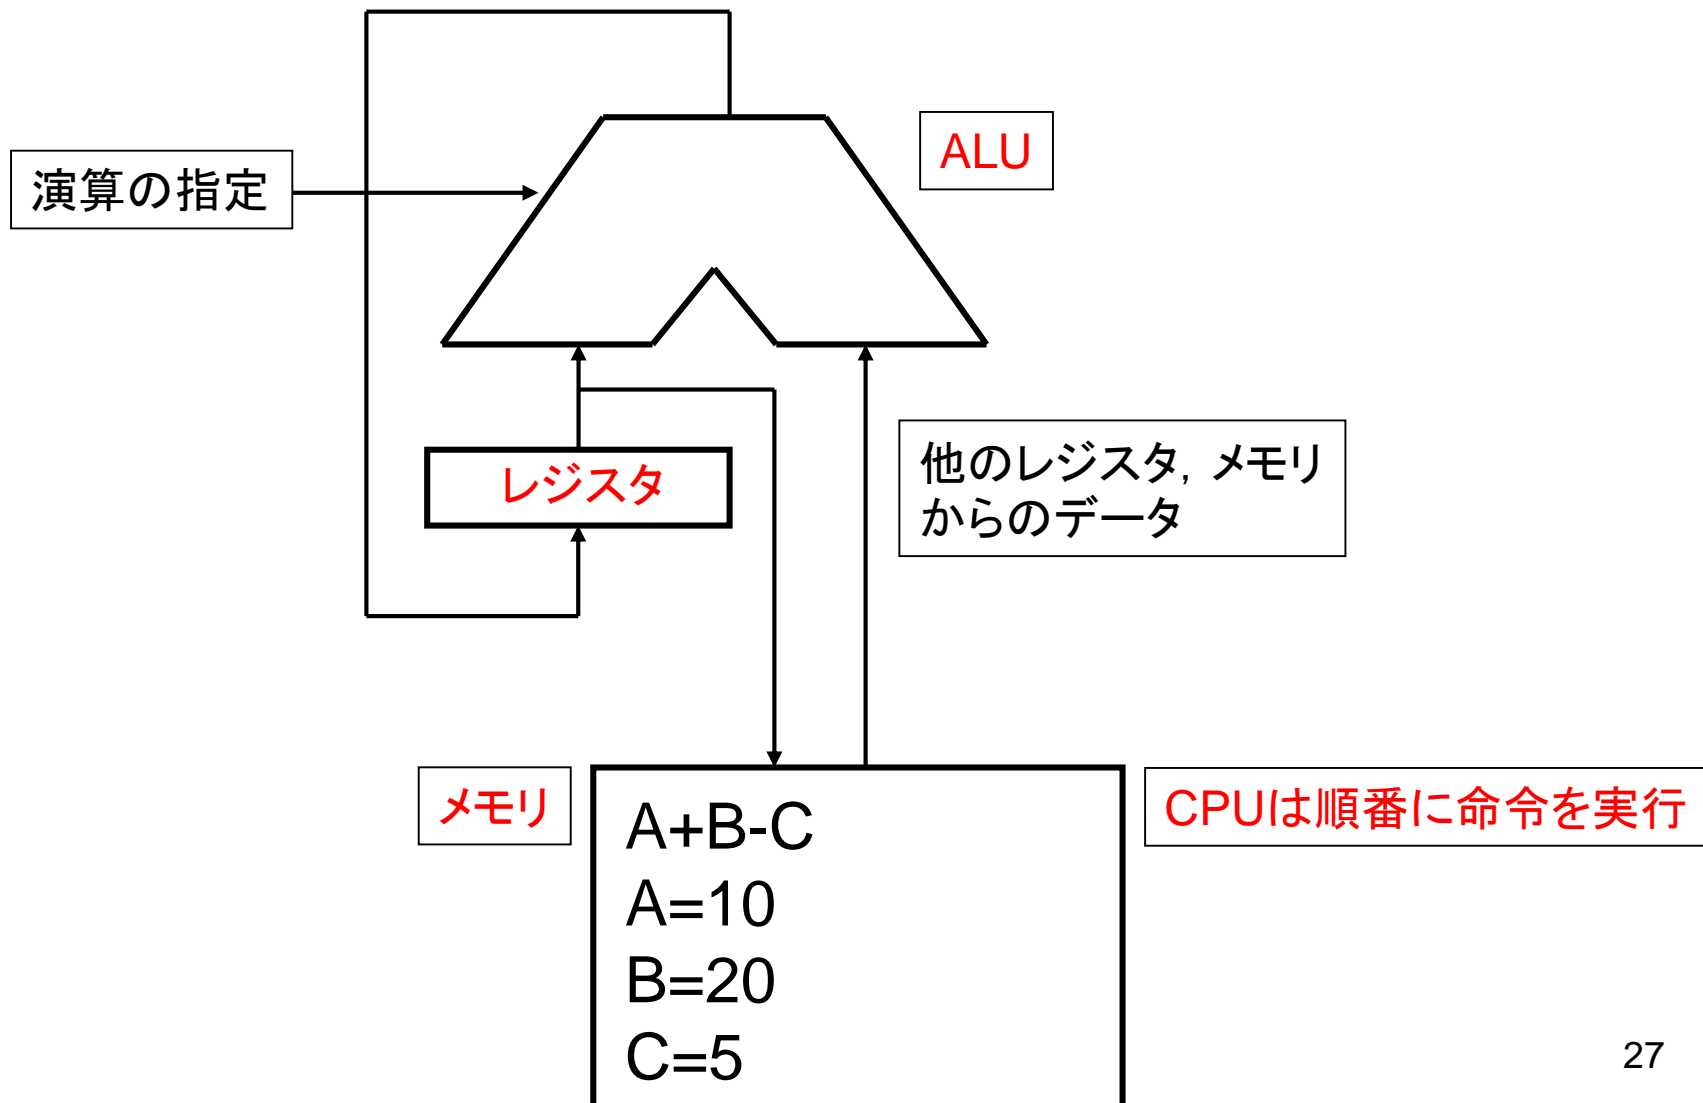 ALU
演算の指定
レジスタ
他のレジスタ, メモリ
からのデータ
メモリ
CPUは順番に命令を実行
A+B-C
A=10
B=20
C=5
27